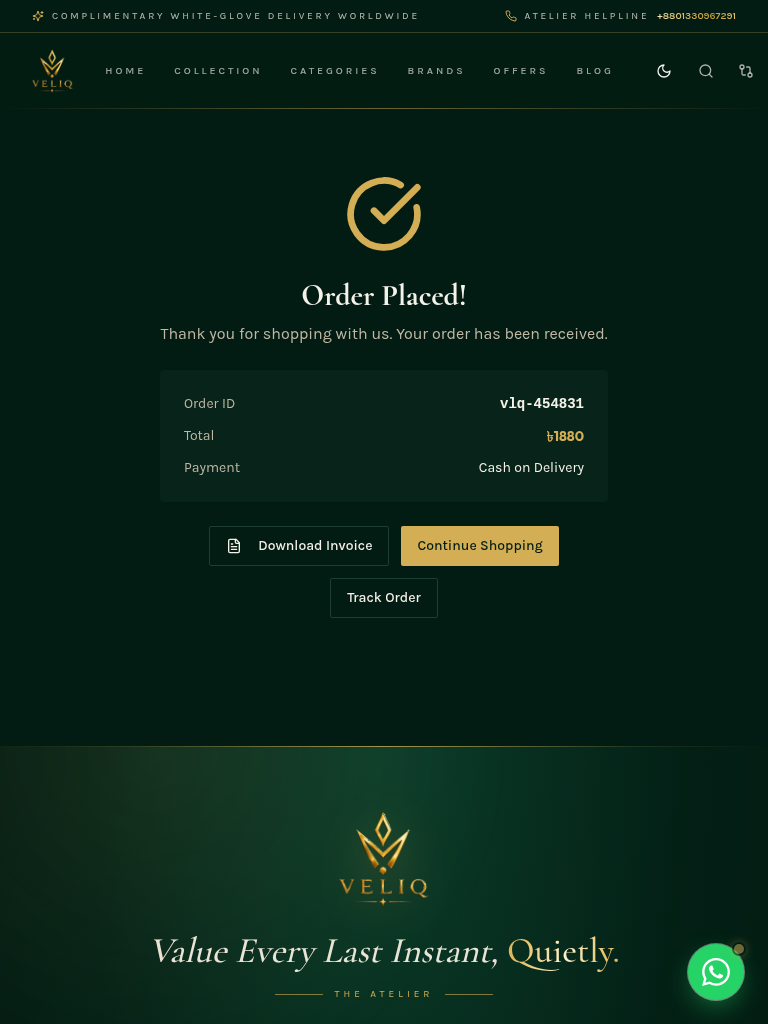 COMPLIMENTARY WHITE-GLOVE DELIVERY WORLDWIDE
ATELIER HELPLINE +8801330967291
VELIQ
HOME COLLECTION CATEGORIES BRANDS OFFERS BLOG
Order Placed!
Thank you for shopping with us. Your order has been received.
Order ID vlq-454831
Total ৳1880
Payment Cash on Delivery
Download Invoice Continue Shopping
Track Order
VELIQ
Value Every Last Instant, Quietly.
THE ATELIER